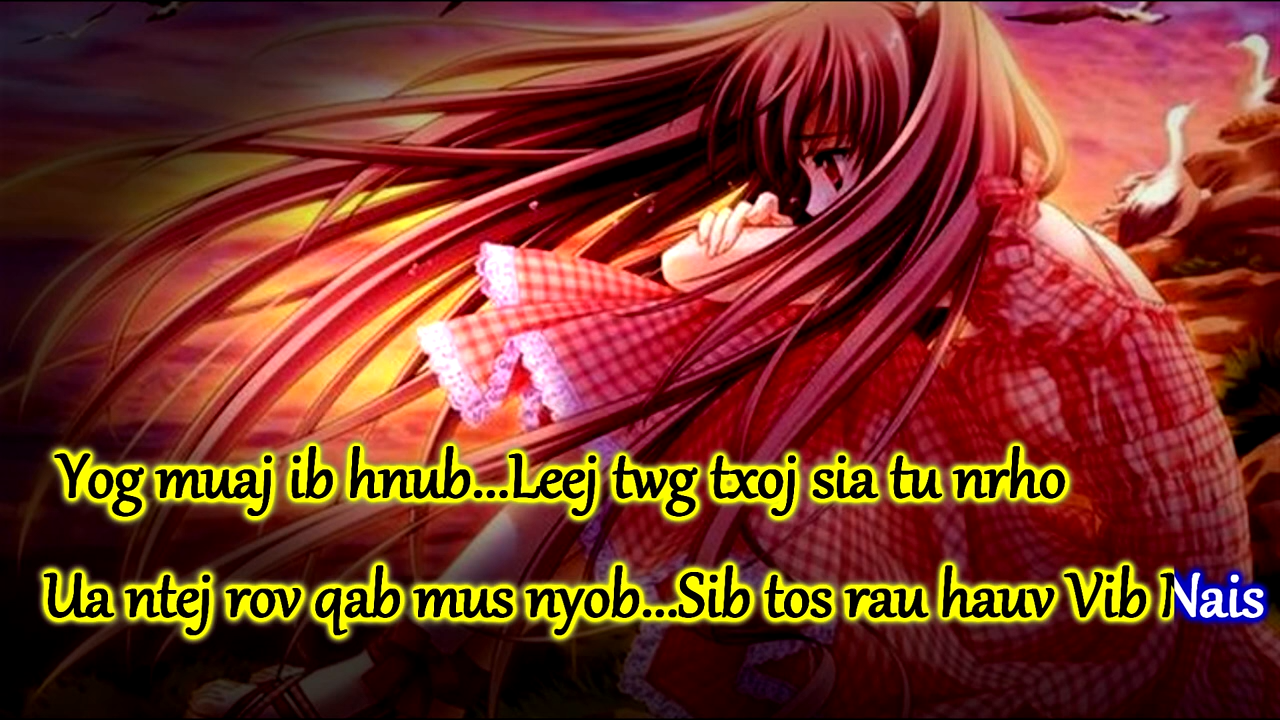 Yog muaj ib hnub...Leej twg txoj sia tu nrho
Ua ntej rov qab mus nyob...Sib tos rau hauv Vib Nais